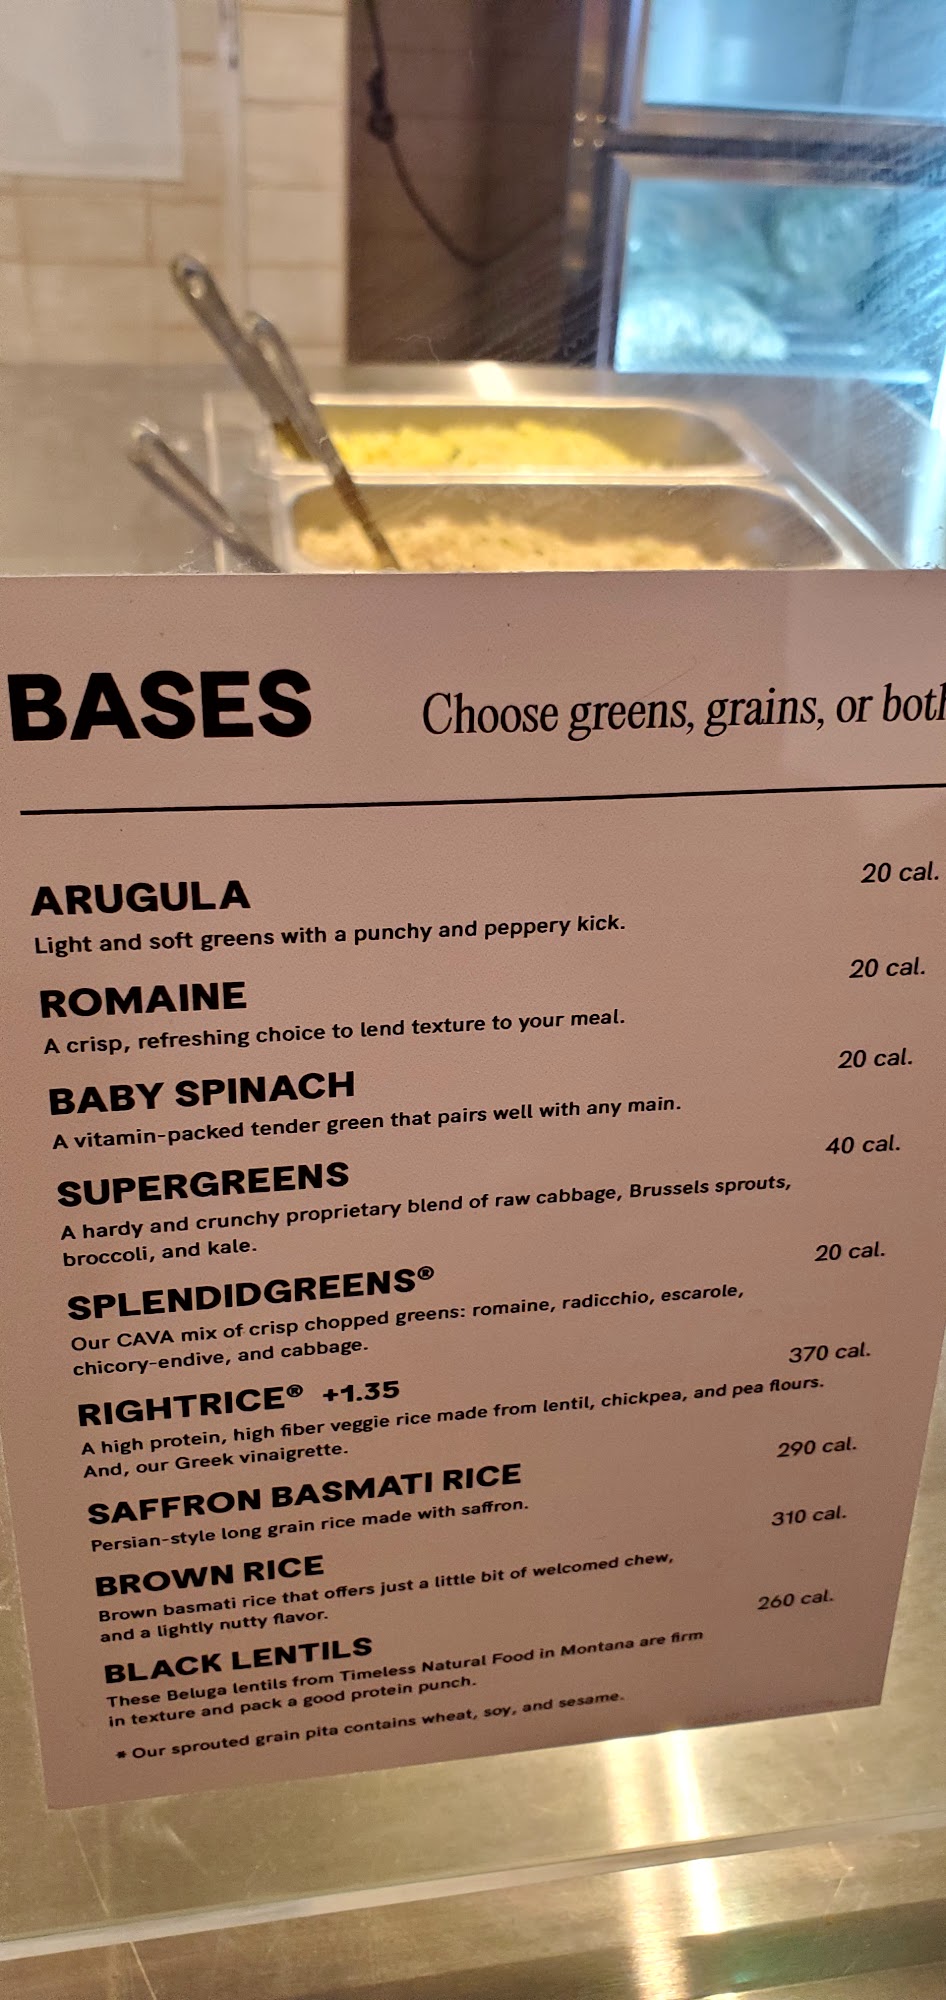 BASES Choose greens, grains, or both
ARUGULA 20 cal.
Light and soft greens with a punchy and peppery kick.
ROMAINE 20 cal.
A crisp, refreshing choice to lend texture to your meal.
BABY SPINACH 20 cal.
A vitamin-packed tender green that pairs well with any main.
SUPERGREENS 40 cal.
A hardy and crunchy proprietary blend of raw cabbage, Brussels sprouts,
broccoli, and kale.
SPLENDIDGREENS® 20 cal.
Our CAVA mix of crisp chopped greens: romaine, radicchio, escarole,
chicory-endive, and cabbage.
RIGHTRICE® +1.35 370 cal.
A high protein, high fiber veggie rice made from lentil, chickpea, and pea flours.
And, our Greek vinaigrette.
SAFFRON BASMATI RICE 290 cal.
Persian-style long grain rice made with saffron.
BROWN RICE 310 cal.
Brown basmati rice that offers just a little bit of welcomed chew,
and a lightly nutty flavor.
BLACK LENTILS 260 cal.
These Beluga lentils from Timeless Natural Food in Montana are firm
in texture and pack a good protein punch.
* Our sprouted grain pita contains wheat, soy, and sesame.